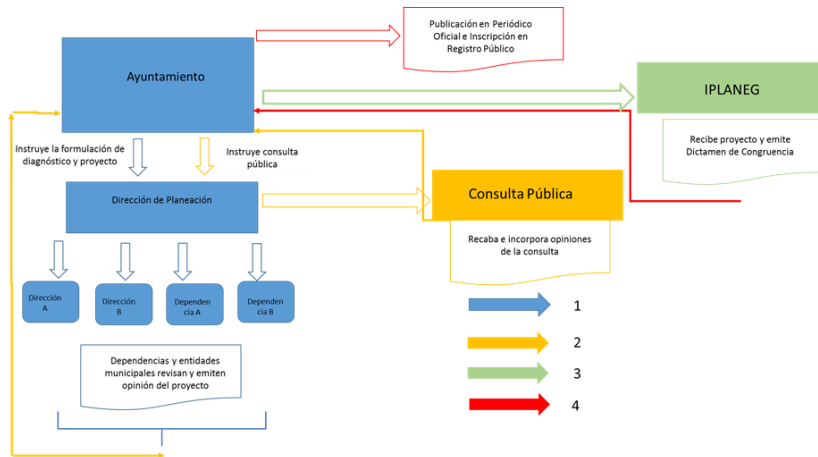 Publicación en Periódico
Oficial e Inscripción en
Registro Público
Ayuntamiento
IPLANEG
Instruye la formulación de
diagnóstico y proyecto
Instruye consulta
pública
Recibe proyecto y emite
Dictamen de Congruencia
Dirección de Planeación
Consulta Pública
Recaba e incorpora opiniones
de la consulta
Dirección
A
Dirección
B
Dependen
cia A
Dependen
cia B
1
2
3
4
Dependencias y entidades
municipales revisan y emiten
opinión del proyecto